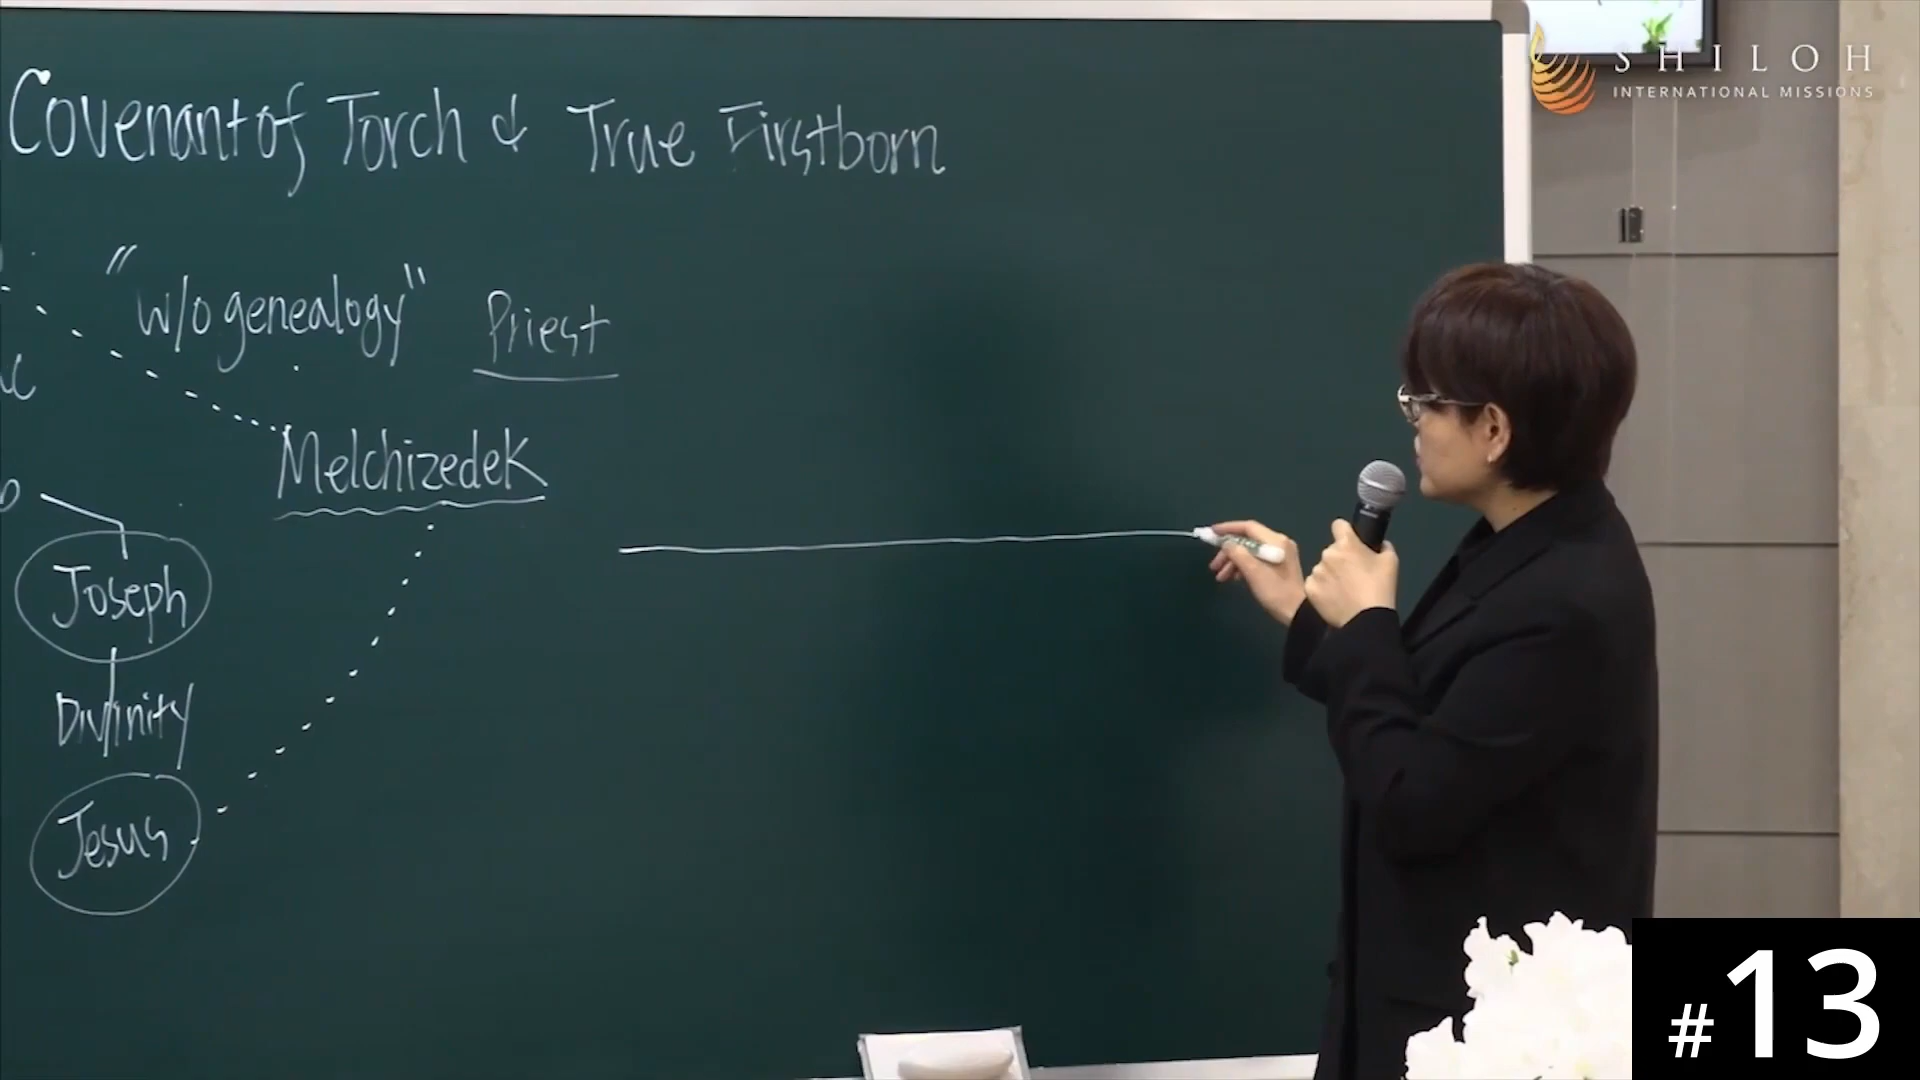 SHILOH
INTERNATIONAL MISSIONS
Covenant of Torch & True Firstborn
"w/o genealogy" Priest
Melchizedek
Joseph
Divinity
Jesus
#13